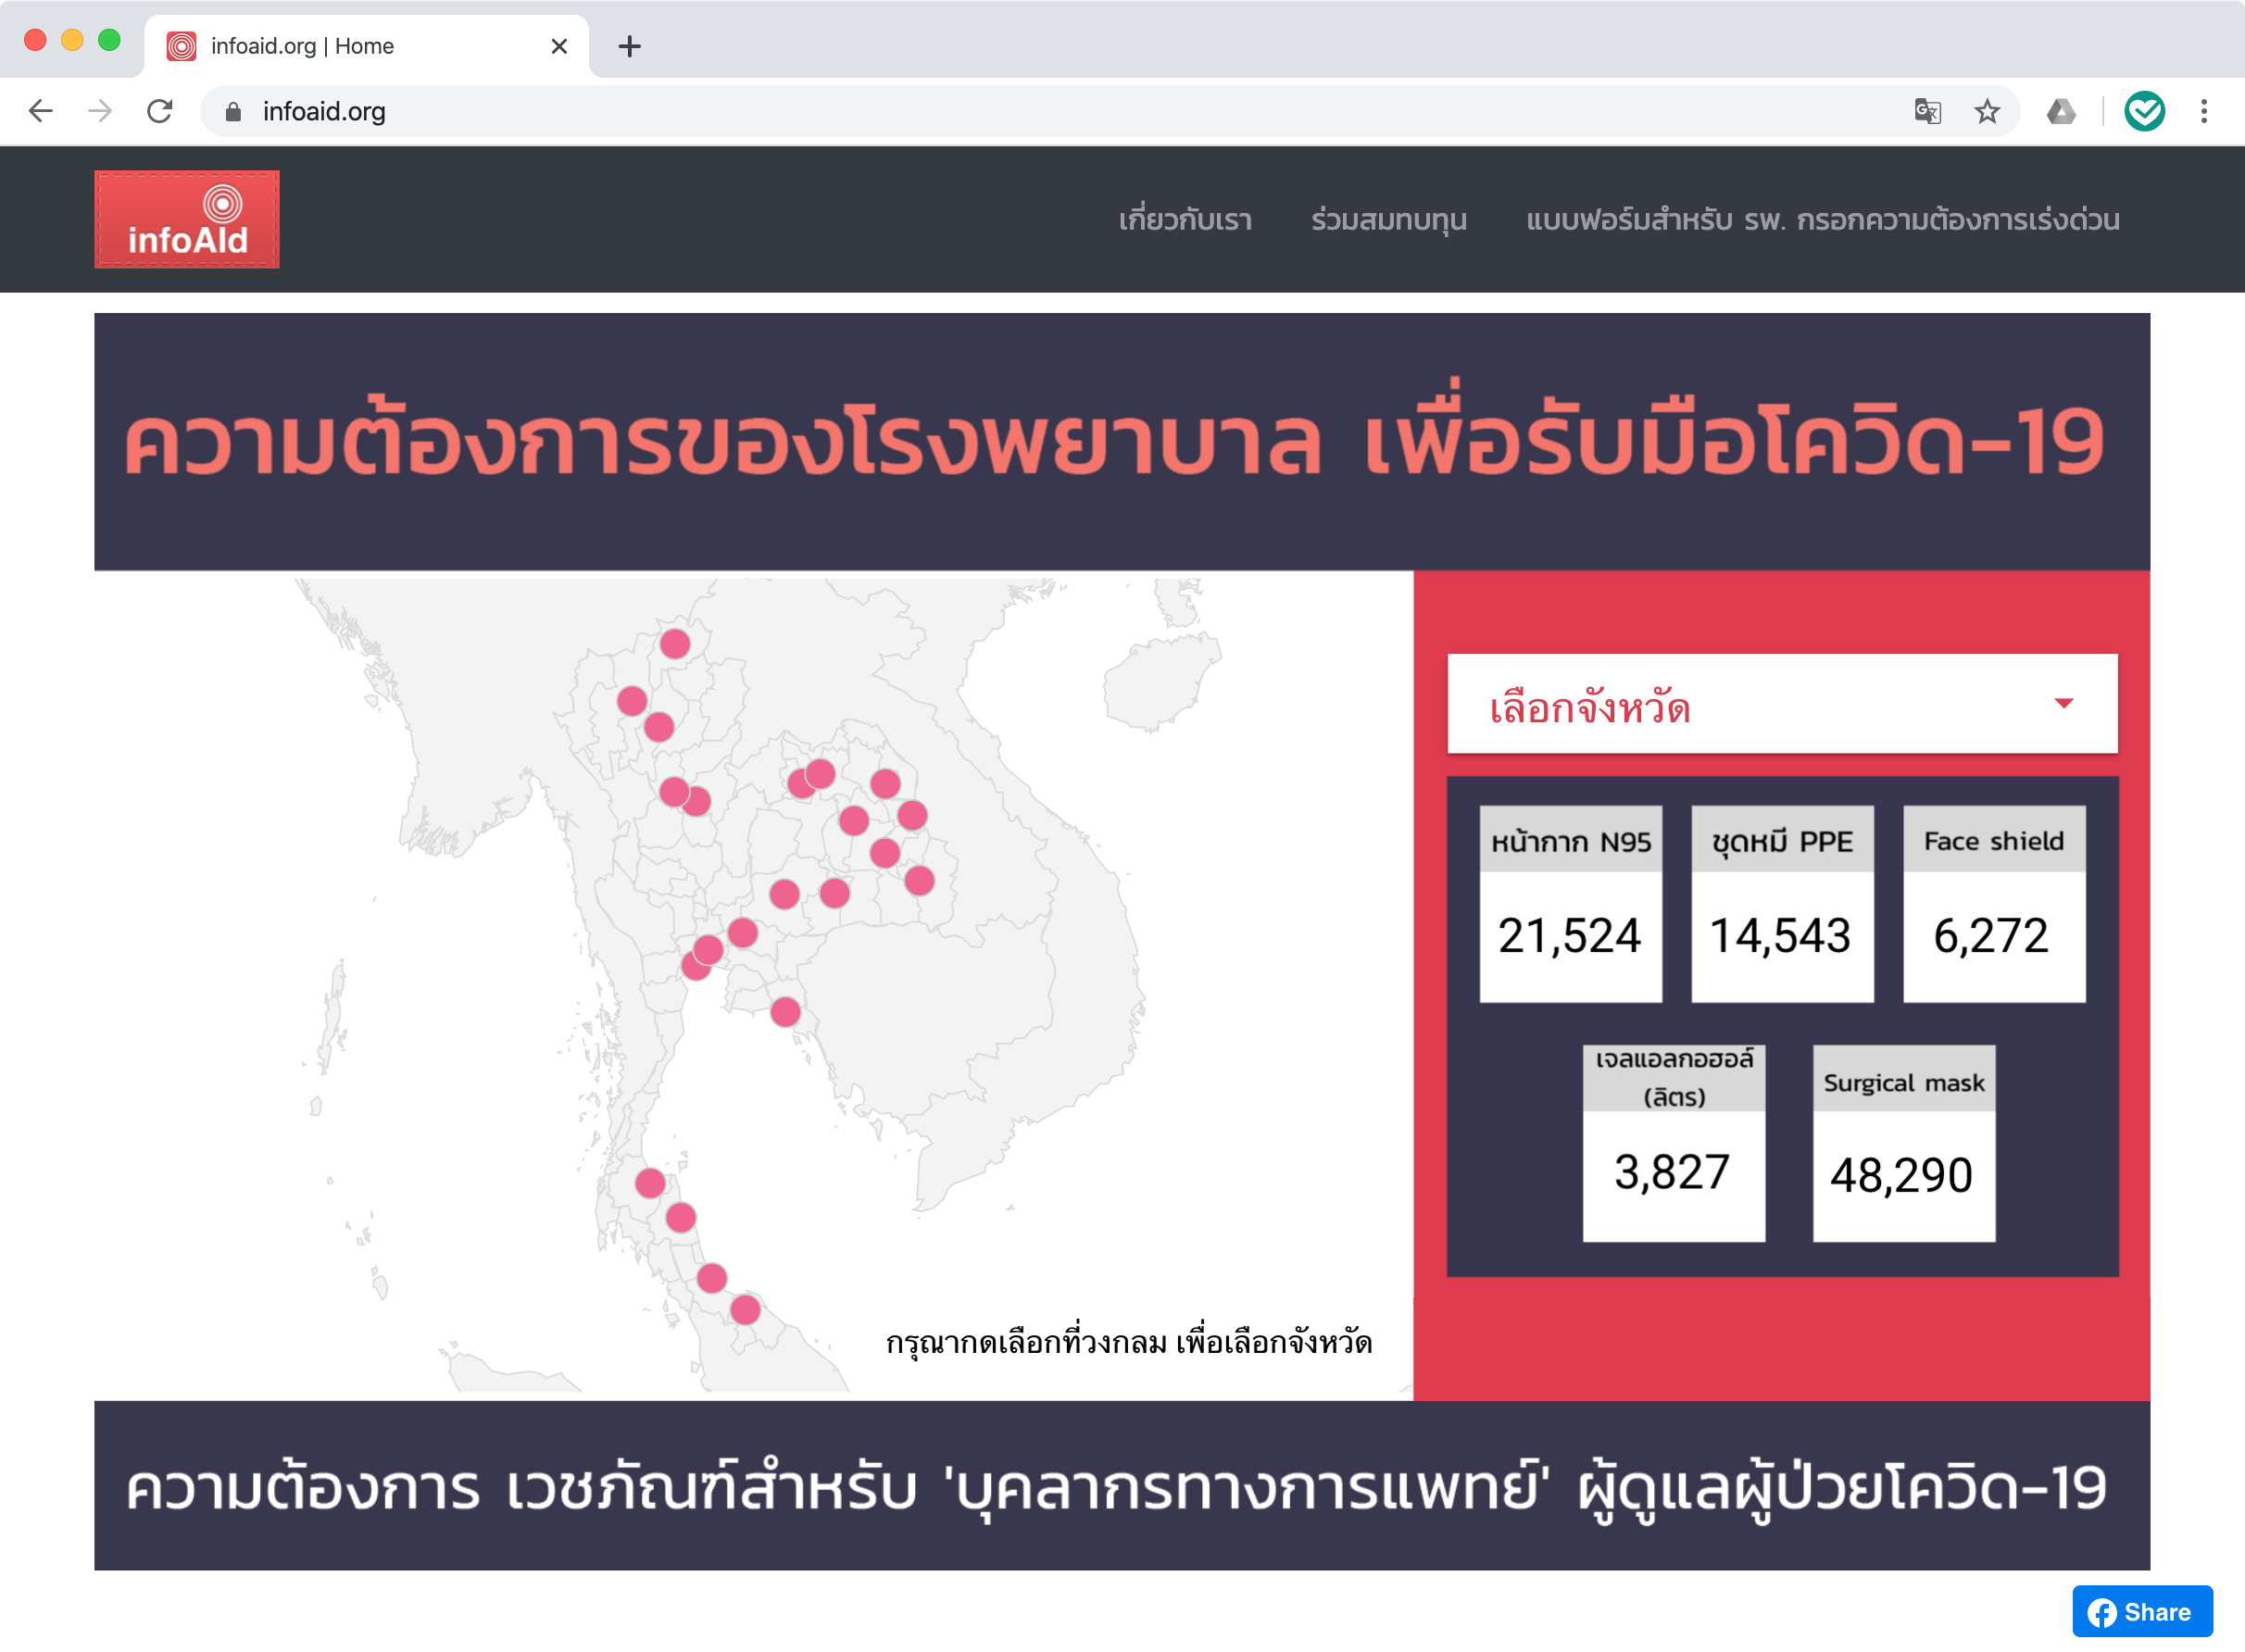 infoaid.org | Home
infoaid.org
infoAId
เกี่ยวกับเรา ร่วมสมทบทุน แบบฟอร์มสำหรับ รพ. กรอกความต้องการเร่งด่วน
ความต้องการของโรงพยาบาล เพื่อรับมือโควิด-19
เลือกจังหวัด
หน้ากาก N95
21,524
ชุดหมี PPE
14,543
Face shield
6,272
เจลแอลกอฮอล์
(ลิตร)
3,827
Surgical mask
48,290
กรุณากดเลือกที่วงกลม เพื่อเลือกจังหวัด
ความต้องการ เวชภัณฑ์สำหรับ 'บุคลากรทางการแพทย์' ผู้ดูแลผู้ป่วยโควิด-19
Share